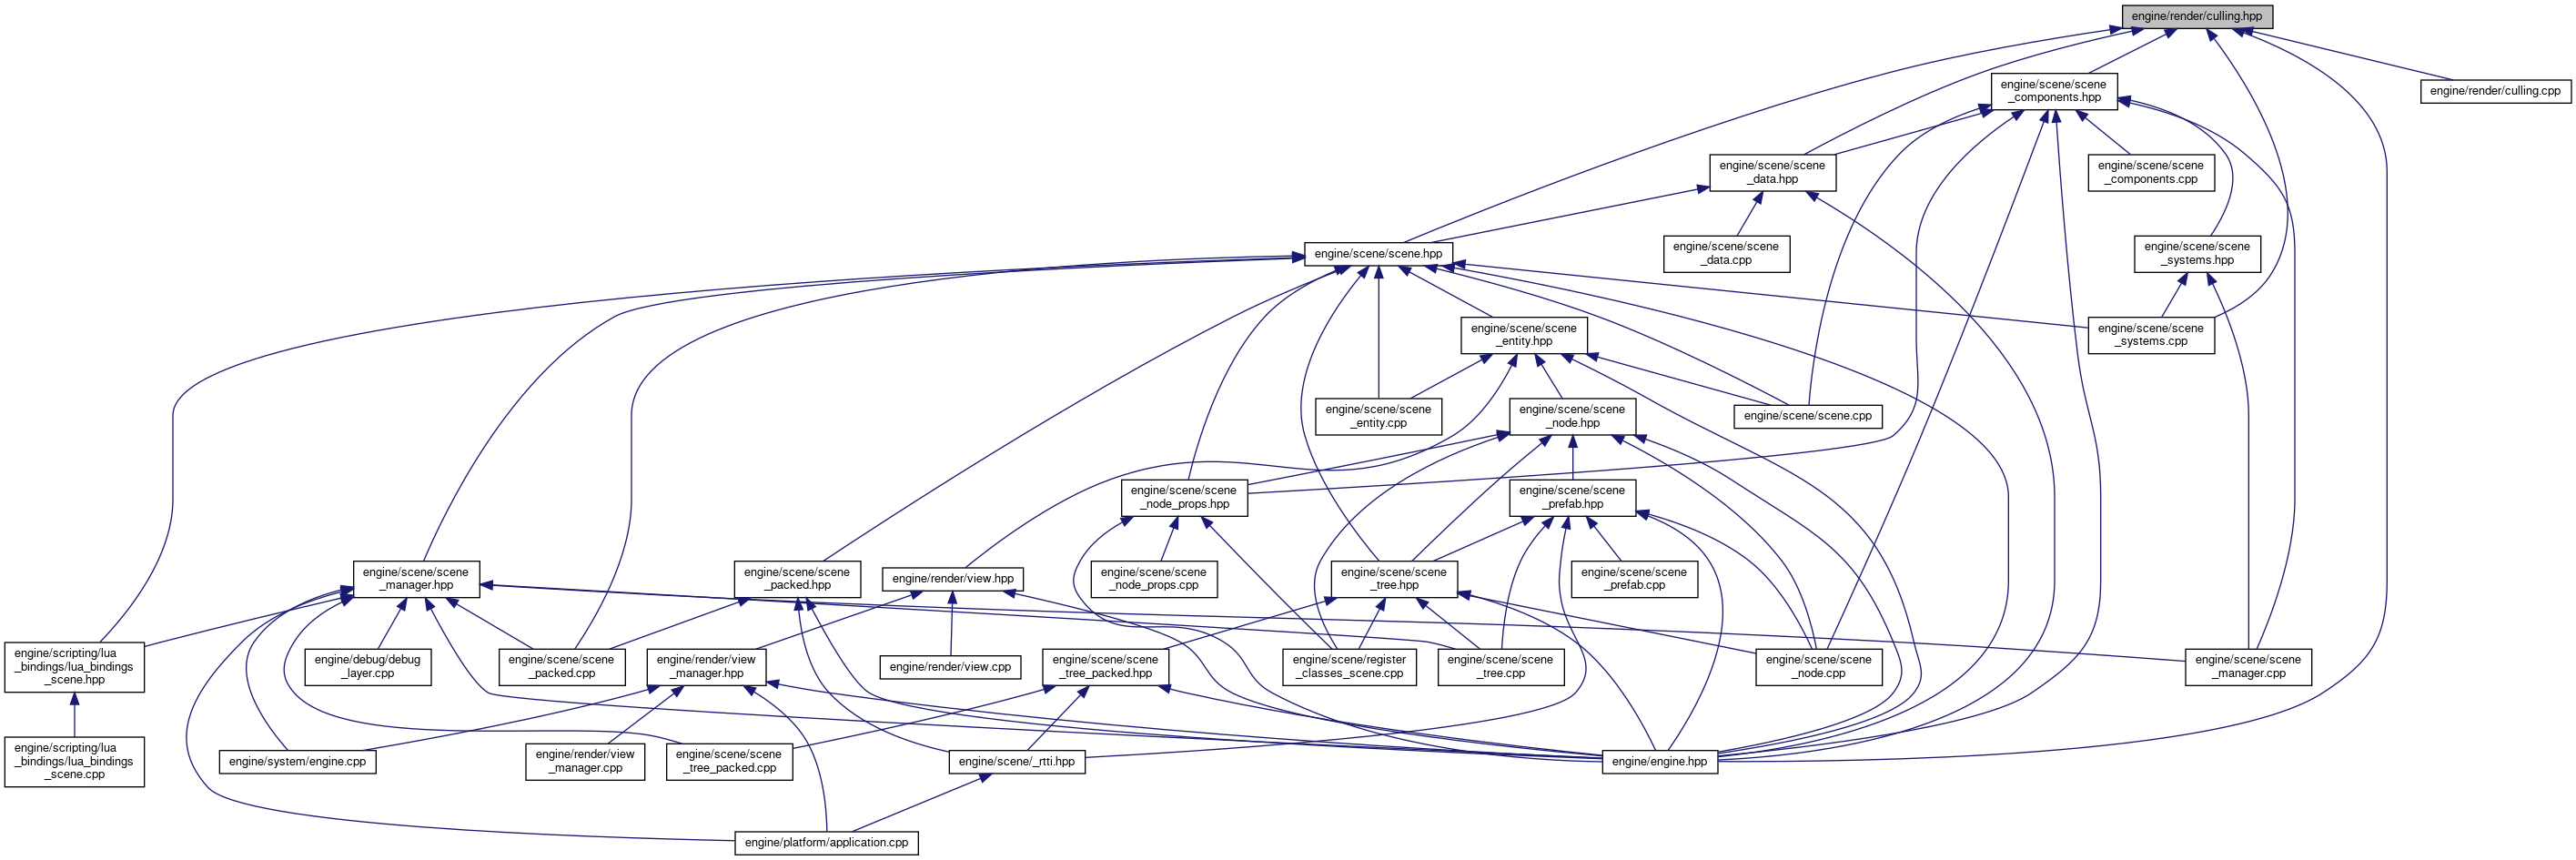 engine/render/culling.hpp
engine/scene/scene
_components.hpp
engine/render/culling.cpp
engine/scene/scene
_data.hpp
engine/scene/scene
_components.cpp
engine/scene/scene.hpp
engine/scene/scene
_data.cpp
engine/scene/scene
_systems.hpp
engine/scene/scene
_entity.hpp
engine/scene/scene
_systems.cpp
engine/scene/scene
_entity.cpp
engine/scene/scene
_node.hpp
engine/scene/scene.cpp
engine/scene/scene
_node_props.hpp
engine/scene/scene
_prefab.hpp
engine/scene/scene
_manager.hpp
engine/scene/scene
_packed.hpp
engine/render/view.hpp
engine/scene/scene
_node_props.cpp
engine/scene/scene
_tree.hpp
engine/scene/scene
_prefab.cpp
engine/scripting/lua
_bindings/lua_bindings
_scene.hpp
engine/debug/debug
_layer.cpp
engine/scene/scene
_packed.cpp
engine/render/view
_manager.hpp
engine/render/view.cpp
engine/scene/scene
_tree_packed.hpp
engine/scene/register
_classes_scene.cpp
engine/scene/scene
_tree.cpp
engine/scene/scene
_node.cpp
engine/scene/scene
_manager.cpp
engine/scripting/lua
_bindings/lua_bindings
_scene.cpp
engine/system/engine.cpp
engine/render/view
_manager.cpp
engine/scene/scene
_tree_packed.cpp
engine/scene/_rtti.hpp
engine/engine.hpp
engine/platform/application.cpp